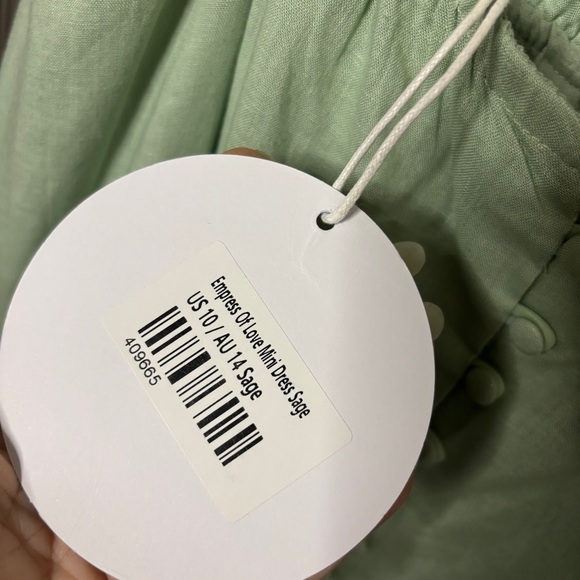 Empress Of Love Mini Dress Sage
US 10 / AU 14 Sage
409665